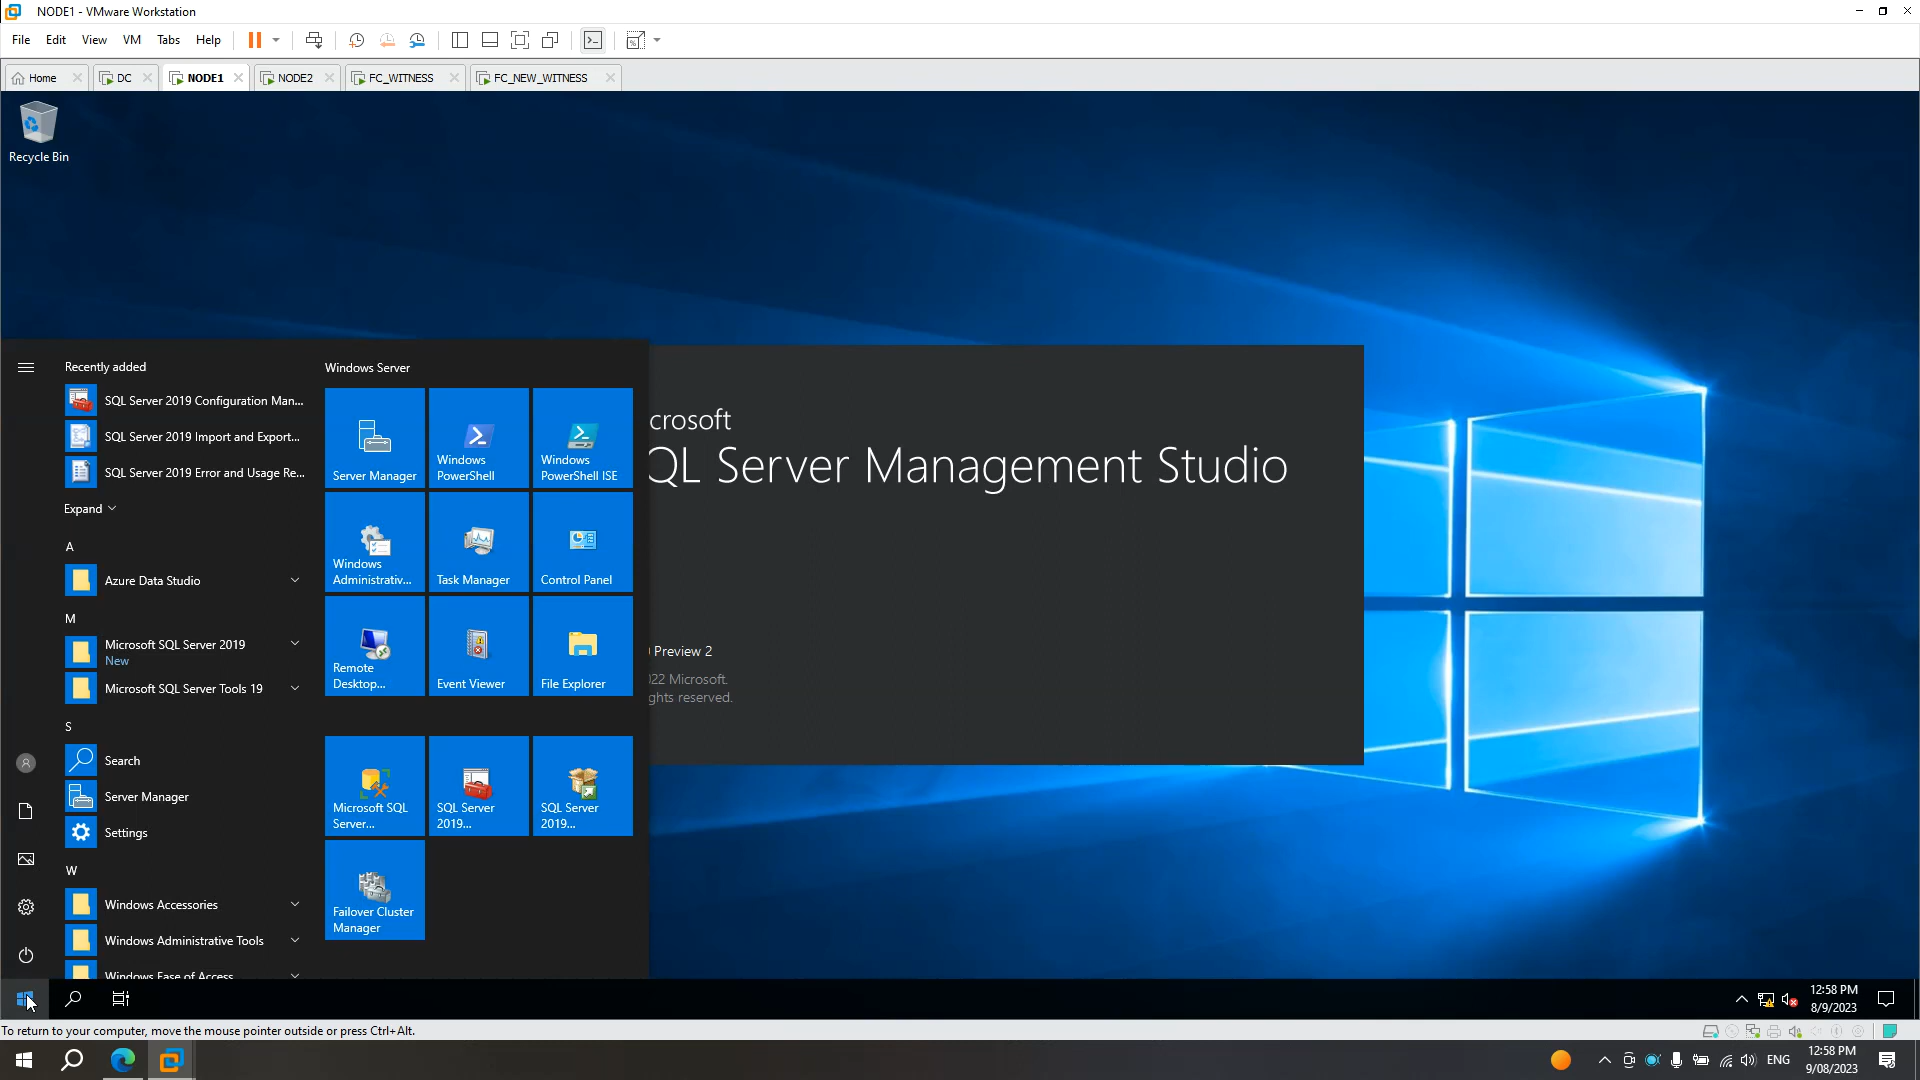 NODE1 - VMware Workstation
File Edit View VM Tabs Help
Home DC NODE1 NODE2 FC_WITNESS FC_NEW_WITNESS
Recycle Bin
Recently added
SQL Server 2019 Configuration Man...
SQL Server 2019 Import and Export...
SQL Server 2019 Error and Usage Re...
Expand
A
Azure Data Studio
M
Microsoft SQL Server 2019
New
Microsoft SQL Server Tools 19
S
Search
Server Manager
Settings
W
Windows Accessories
Windows Administrative Tools
Windows Ease of Access
Windows Server
Server Manager
Windows
PowerShell
Windows
PowerShell ISE
Windows
Administrativ...
Task Manager
Control Panel
Remote
Desktop...
Event Viewer
File Explorer
Microsoft SQL
Server...
SQL Server
2019...
SQL Server
2019...
Failover Cluster
Manager
crosoft
QL Server Management Studio
Preview 2
22 Microsoft.
ghts reserved.
12:58 PM
8/9/2023
To return to your computer, move the mouse pointer outside or press Ctrl+Alt.
ENG
12:58 PM
9/08/2023